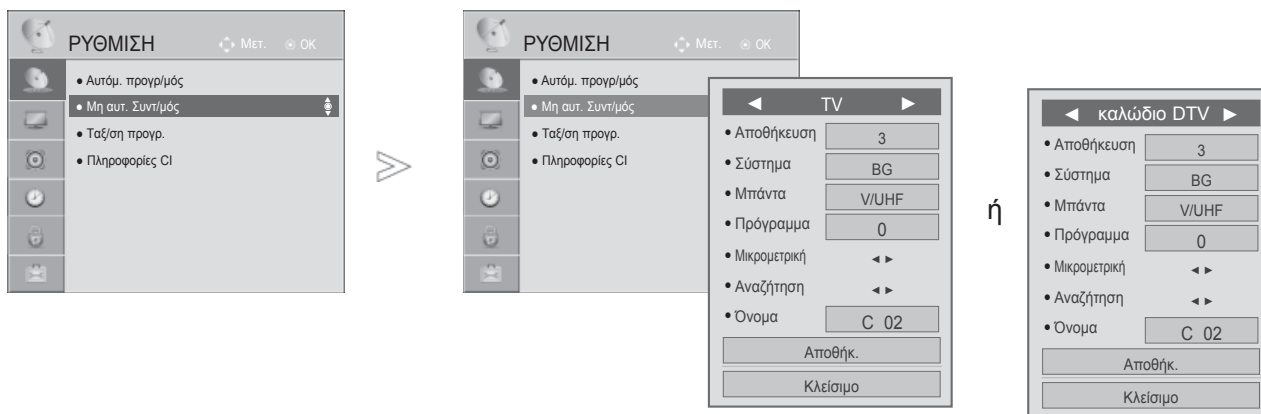 ΡΥΘΜΙΣΗ Μετ. OK
● Αυτόμ. προγρ/μός
● Μη αυτ. Συντ/μός
● Ταξ/ση προγρ.
● Πληροφορίες CI
ΡΥΘΜΙΣΗ Μετ. OK
● Αυτόμ. προγρ/μός
● Μη αυτ. Συντ/μός
● Ταξ/ση προγρ.
● Πληροφορίες CI
◄ TV ►
• Αποθήκευση 3
• Σύστημα BG
• Μπάντα V/UHF
• Πρόγραμμα 0
• Μικρομετρική ◄ ►
• Αναζήτηση ◄ ►
• Όνομα C 02
Αποθήκ.
Κλείσιμο
ή
◄ καλώδιο DTV ►
• Αποθήκευση 3
• Σύστημα BG
• Μπάντα V/UHF
• Πρόγραμμα 0
• Μικρομετρική ◄ ►
• Αναζήτηση ◄ ►
• Όνομα C 02
Αποθήκ.
Κλείσιμο